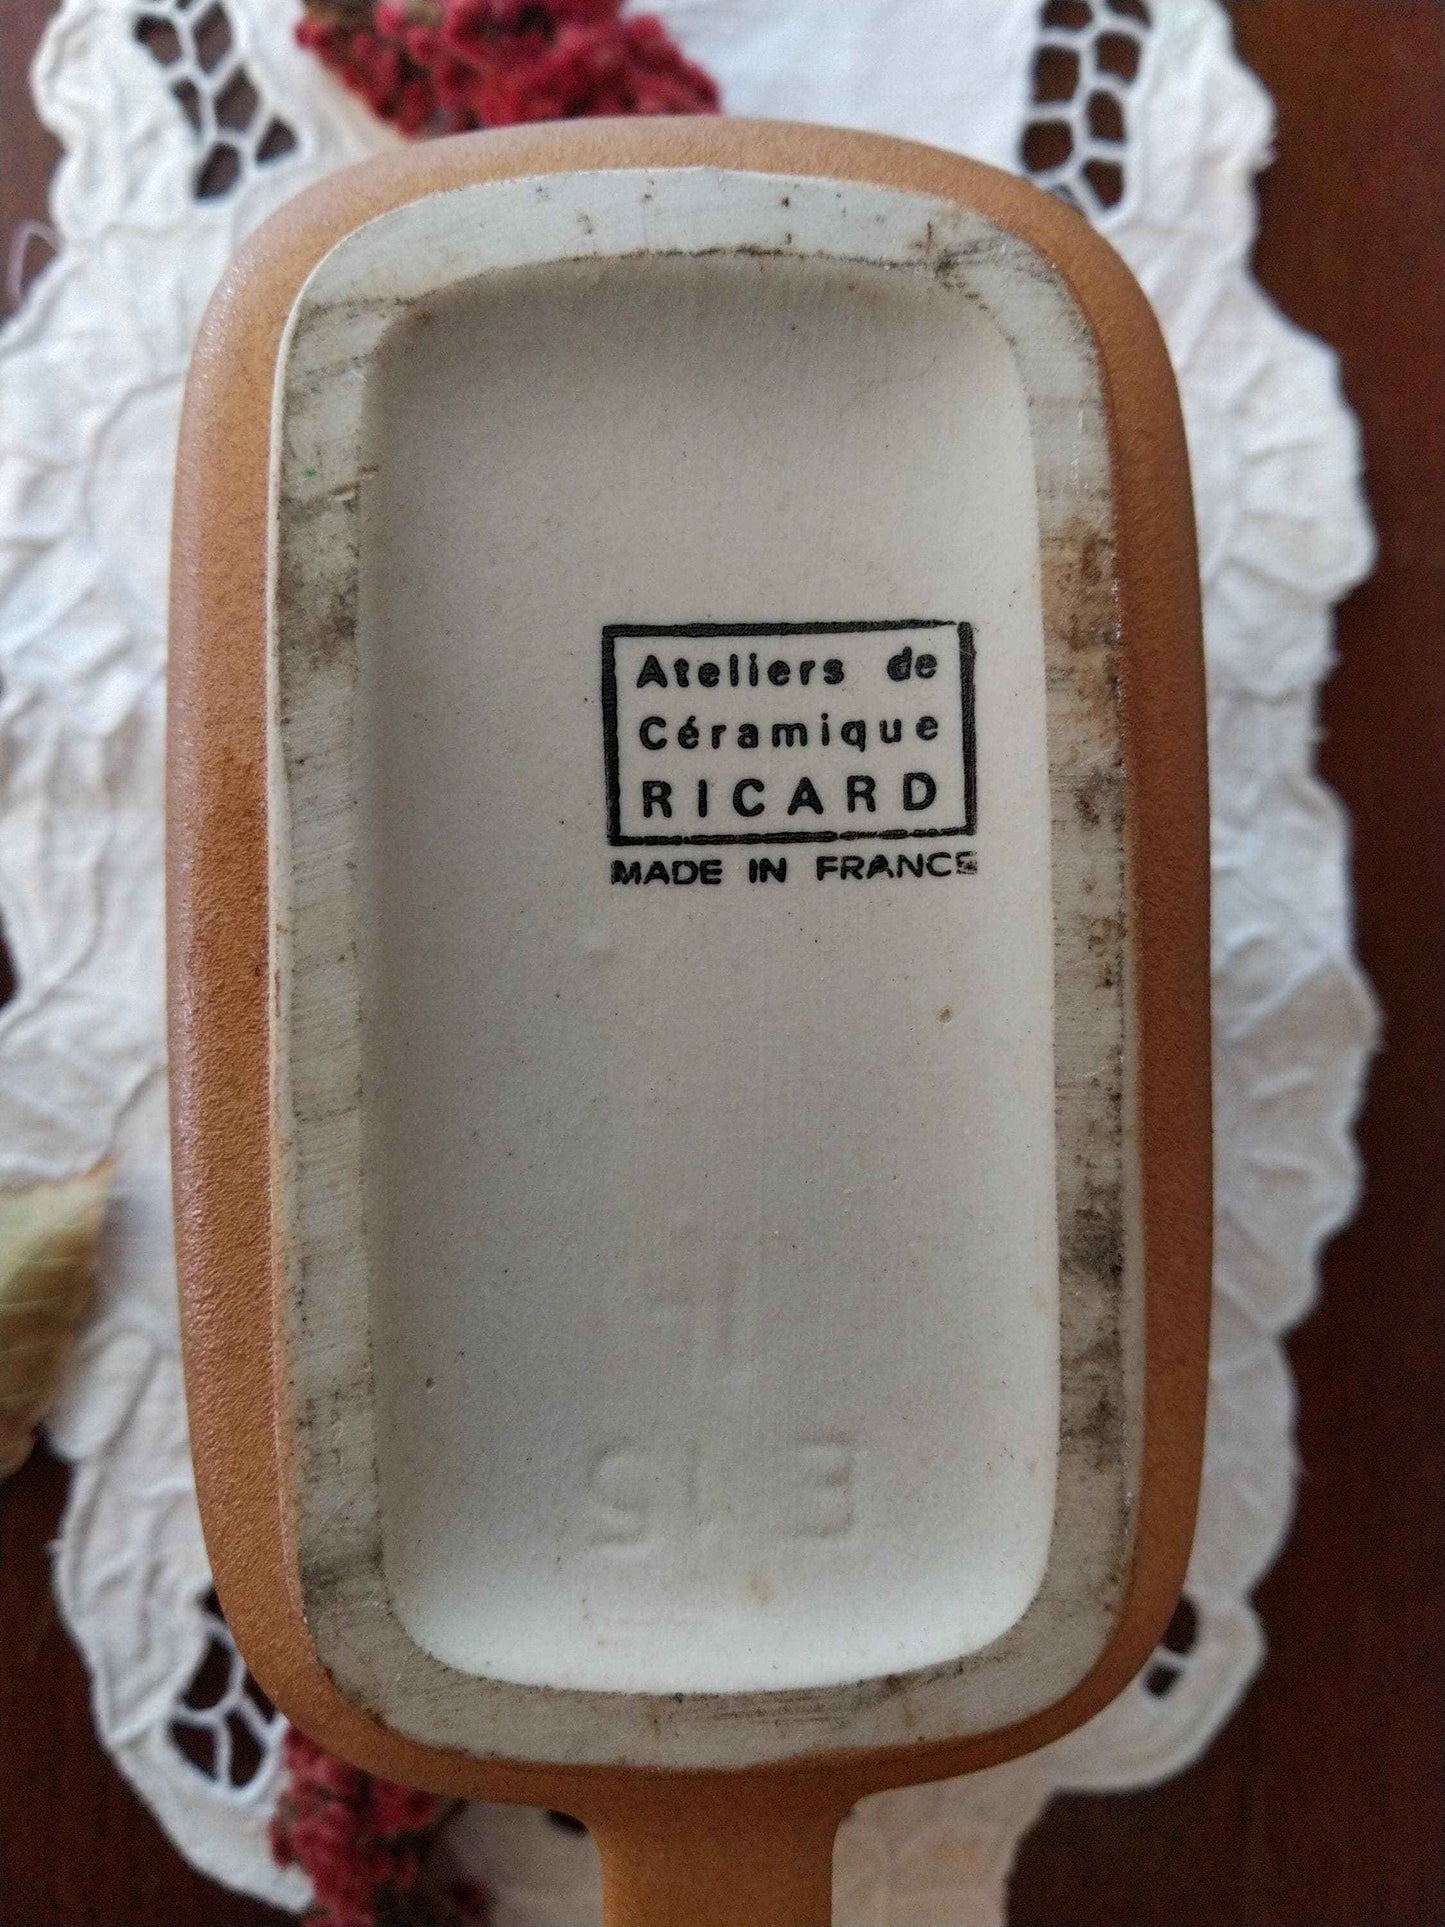 Ateliers de
Céramique
RICARD
MADE IN FRANCE